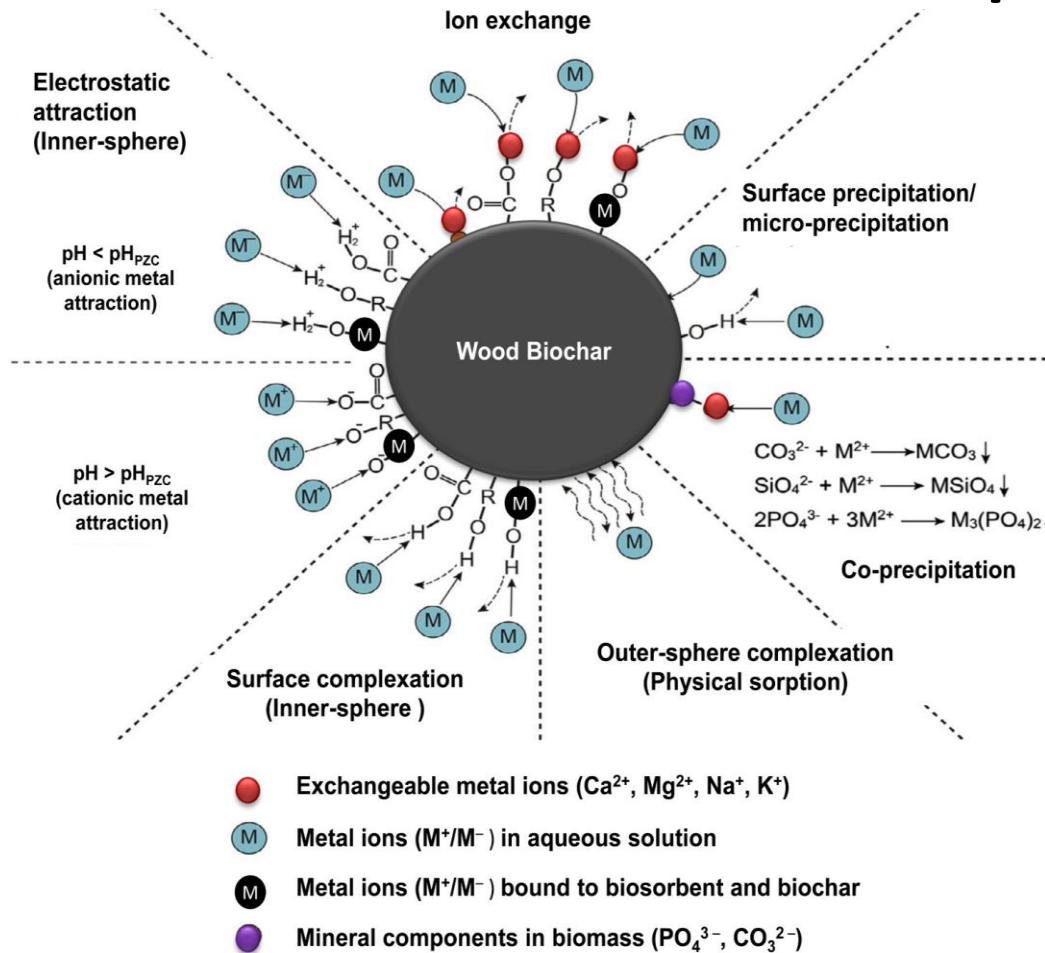 Ion exchange
Electrostatic
attraction
(Inner-sphere)
M
M
M
M
O
O
O
O=C
R
M
Surface precipitation/
micro-precipitation
pH < pHPZC
(anionic metal
attraction)
M⁻
H₂⁺
O
C
O
M⁻
H₂⁺-O-R
M⁻
H₂⁺-O
M
M
O-H
M
Wood Biochar
pH > pHPZC
(cationic metal
attraction)
M⁺
O⁻
C
O
M⁺
O⁻
R
M⁺
O⁻
M
M
CO₃²⁻ + M²⁺ → MCO₃ ↓
SiO₄²⁻ + M²⁺ → MSiO₄ ↓
2PO₄³⁻ + 3M²⁺ → M₃(PO₄)₂
Co-precipitation
O
C
O
H
M
R
O
H
M
M
O
H
M
M
Outer-sphere complexation
(Physical sorption)
Surface complexation
(Inner-sphere )
Exchangeable metal ions (Ca²⁺, Mg²⁺, Na⁺, K⁺)
M Metal ions (M⁺/M⁻ ) in aqueous solution
M Metal ions (M⁺/M⁻ ) bound to biosorbent and biochar
Mineral components in biomass (PO₄³⁻, CO₃²⁻)